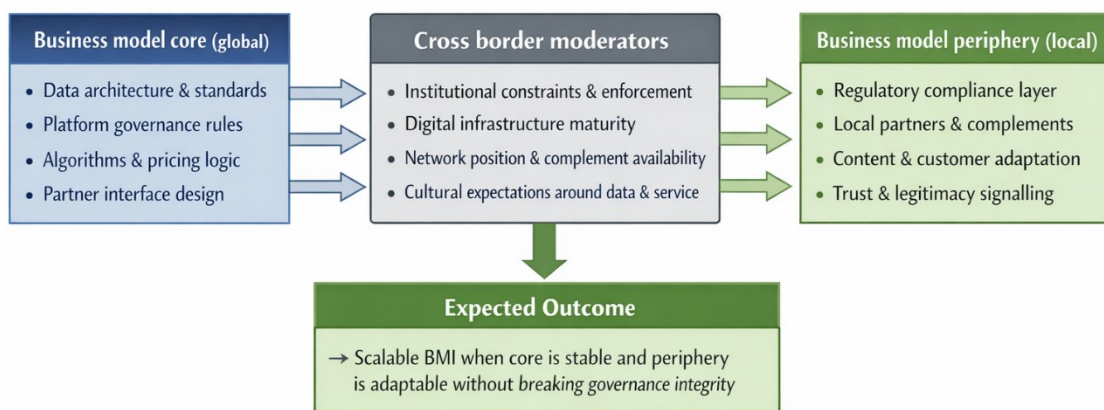 Business model core (global)
• Data architecture & standards
• Platform governance rules
• Algorithms & pricing logic
• Partner interface design
Cross border moderators
• Institutional constraints & enforcement
• Digital infrastructure maturity
• Network position & complement availability
• Cultural expectations around data & service
Business model periphery (local)
• Regulatory compliance layer
• Local partners & complements
• Content & customer adaptation
• Trust & legitimacy signalling
Expected Outcome
→ Scalable BMI when core is stable and periphery
is adaptable without breaking governance integrity